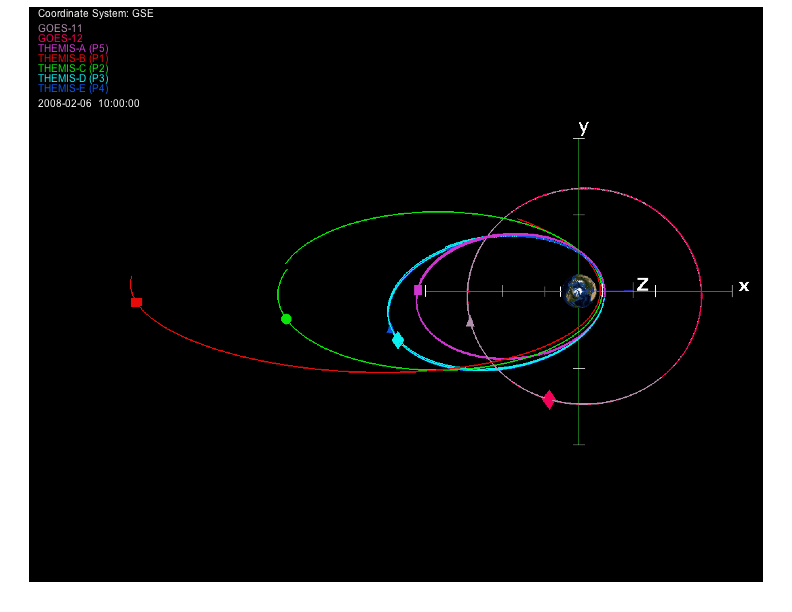 Coordinate System: GSE
GOES-11
GOES-12
THEMIS-A (P5)
THEMIS-B (P1)
THEMIS-C (P2)
THEMIS-D (P3)
THEMIS-E (P4)
2008-02-06 10:00:00
y
Z
x